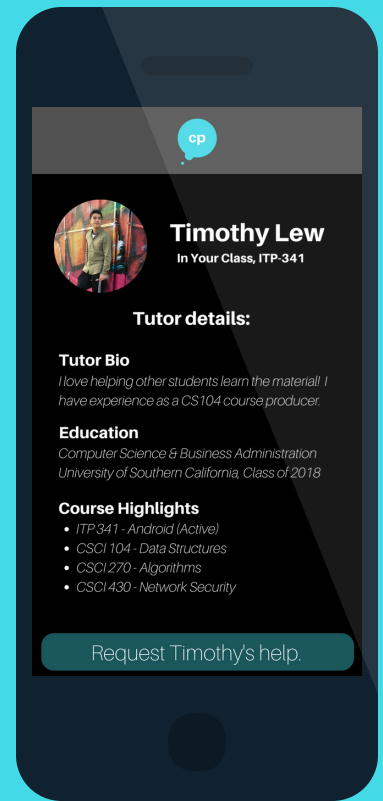 cp
Timothy Lew
In Your Class, ITP-341
Tutor details:
Tutor Bio
I love helping other students learn the material! I
have experience as a CS104 course producer.
Education
Computer Science & Business Administration
University of Southern California, Class of 2018
Course Highlights
• ITP 341 - Android (Active)
• CSCI 104 - Data Structures
• CSCI 270 - Algorithms
• CSCI 430 - Network Security
Request Timothy's help.